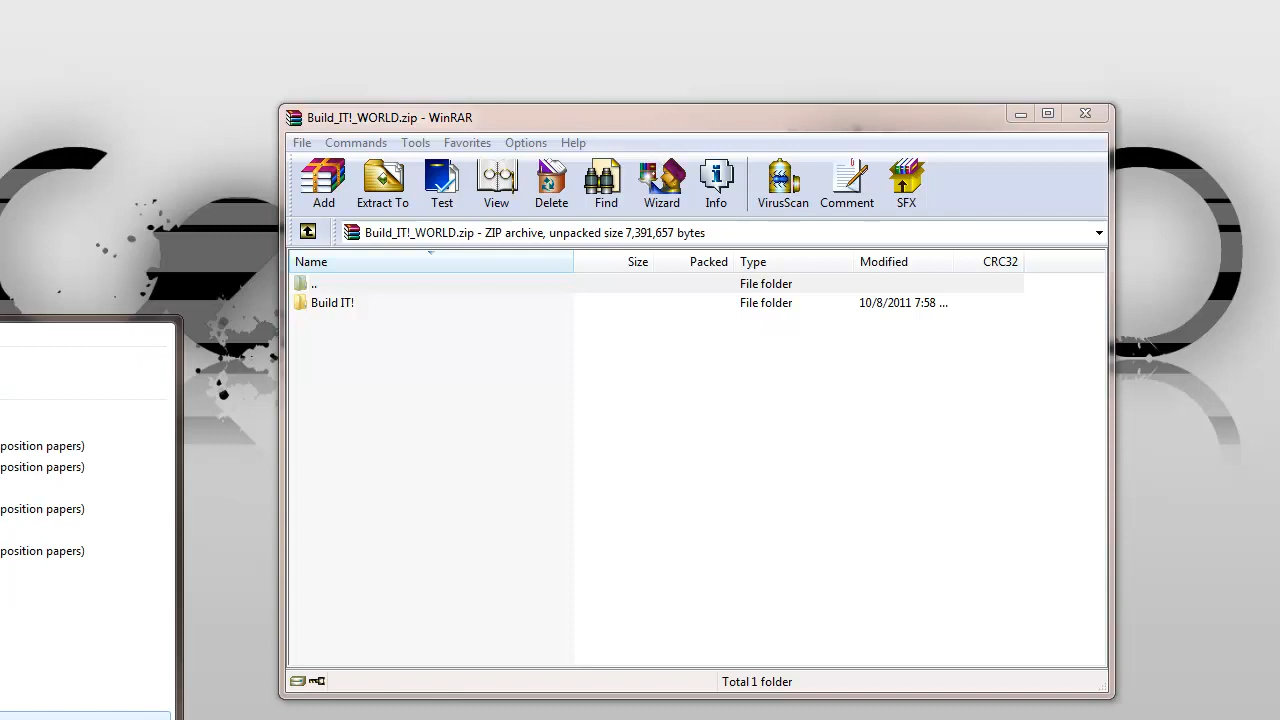 Build_IT!_WORLD.zip - WinRAR
File Commands Tools Favorites Options Help
Add Extract To Test View Delete Find Wizard Info VirusScan Comment SFX
Build_IT!_WORLD.zip - ZIP archive, unpacked size 7,391,657 bytes
Name Size Packed Type Modified CRC32
.. File folder
Build IT! File folder 10/8/2011 7:58 ...
position papers)
position papers)
position papers)
position papers)
Total 1 folder